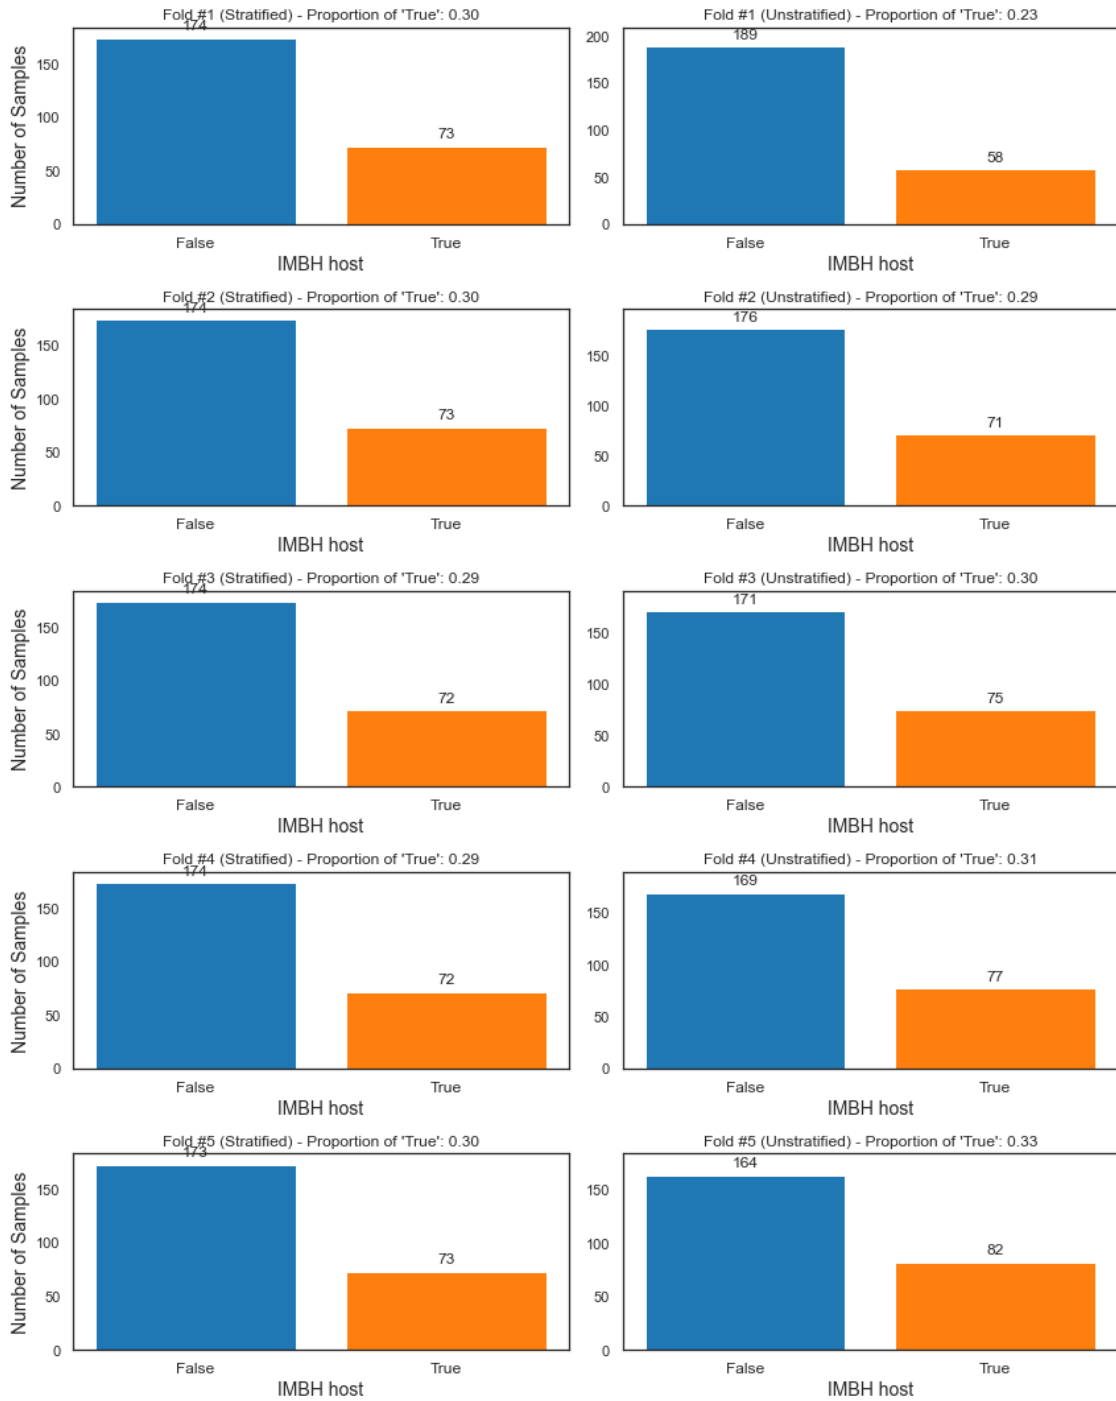 Fold #1 (Stratified) - Proportion of 'True': 0.30
174
73
150
100
50
0
Number of Samples
False True
IMBH host
Fold #1 (Unstratified) - Proportion of 'True': 0.23
189
58
200
150
100
50
0
False True
IMBH host
Fold #2 (Stratified) - Proportion of 'True': 0.30
174
73
150
100
50
0
Number of Samples
False True
IMBH host
Fold #2 (Unstratified) - Proportion of 'True': 0.29
176
71
150
100
50
0
False True
IMBH host
Fold #3 (Stratified) - Proportion of 'True': 0.29
174
72
150
100
50
0
Number of Samples
False True
IMBH host
Fold #3 (Unstratified) - Proportion of 'True': 0.30
171
75
150
100
50
0
False True
IMBH host
Fold #4 (Stratified) - Proportion of 'True': 0.29
174
72
150
100
50
0
Number of Samples
False True
IMBH host
Fold #4 (Unstratified) - Proportion of 'True': 0.31
169
77
150
100
50
0
False True
IMBH host
Fold #5 (Stratified) - Proportion of 'True': 0.30
173
73
150
100
50
0
Number of Samples
False True
IMBH host
Fold #5 (Unstratified) - Proportion of 'True': 0.33
164
82
150
100
50
0
False True
IMBH host